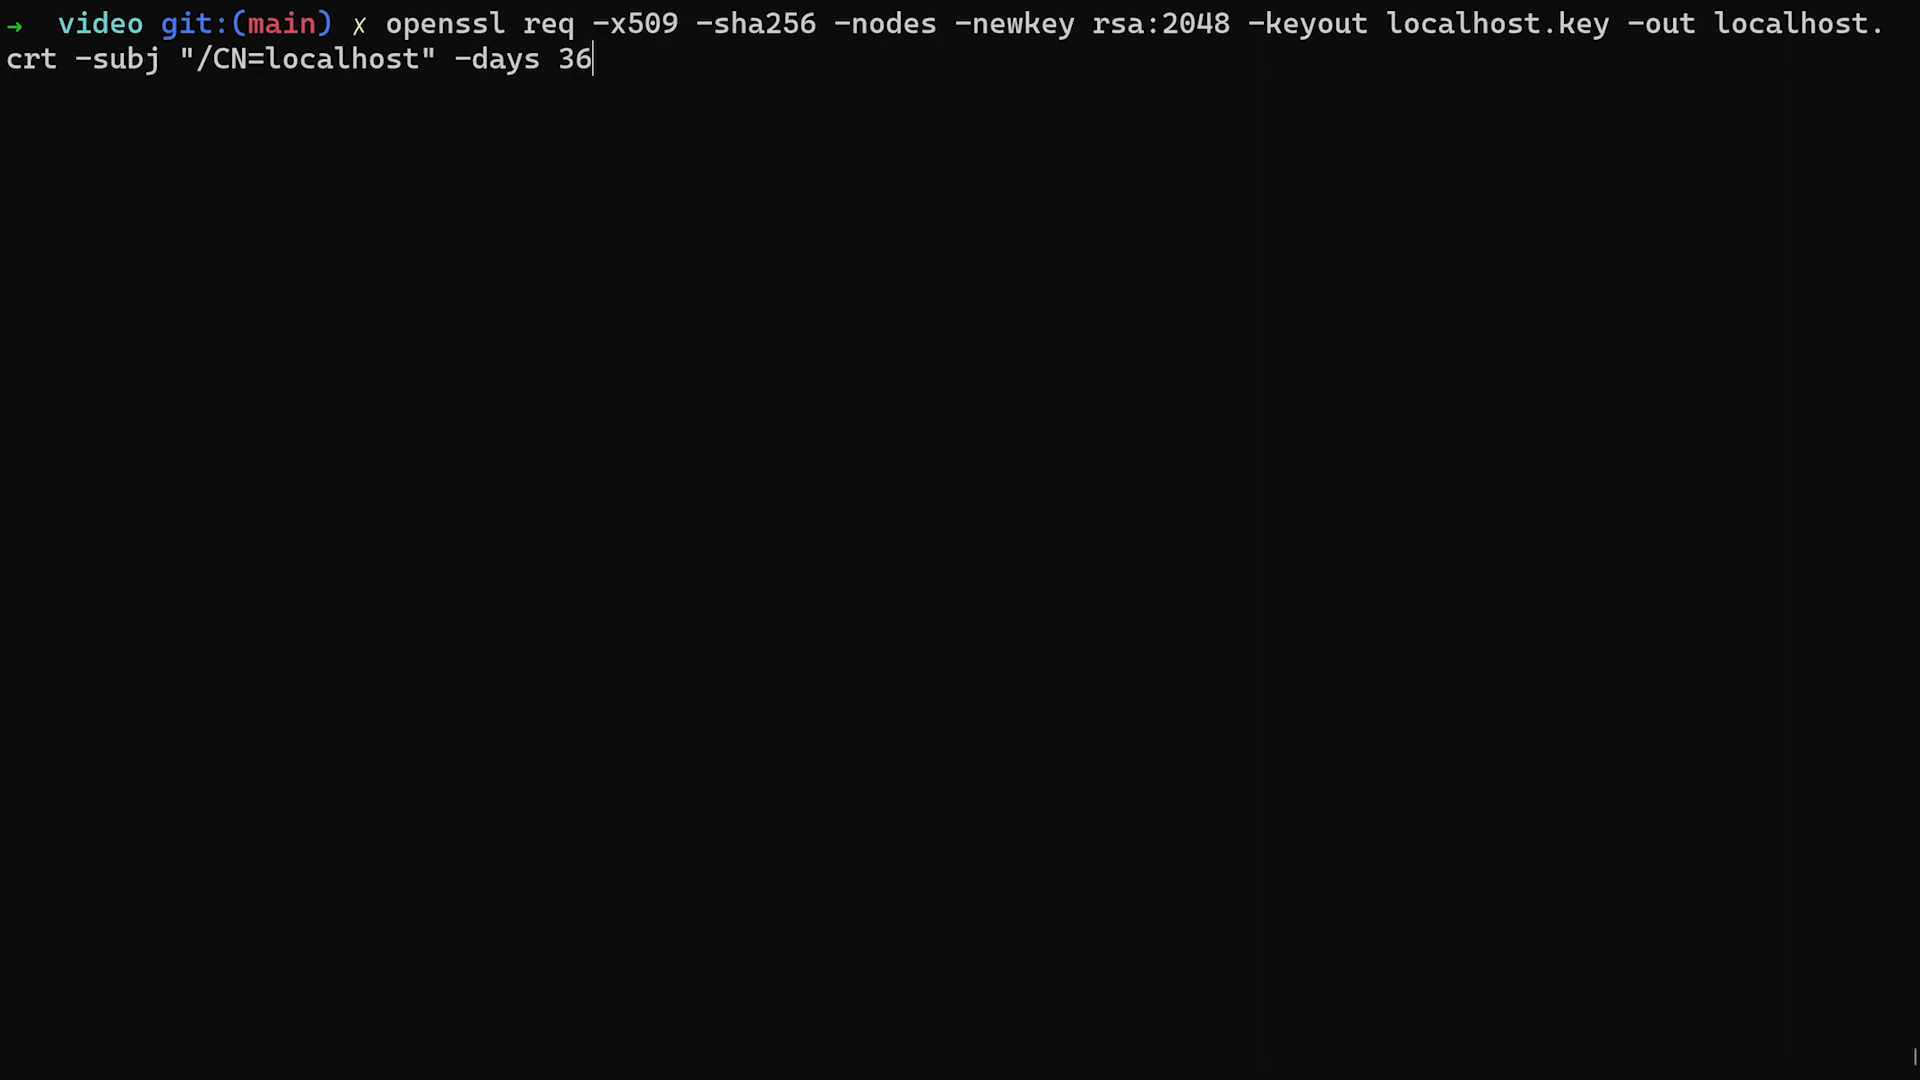 →  video git:(main) ✗ openssl req -x509 -sha256 -nodes -newkey rsa:2048 -keyout localhost.key -out localhost.
crt -subj "/CN=localhost" -days 36